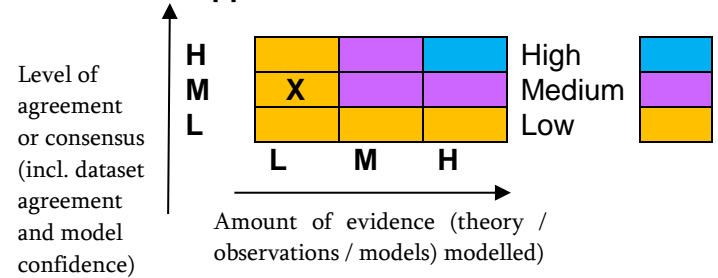 Level of
agreement
or consensus
(incl. dataset
agreement
and model
confidence)
H High
M X Medium
L Low
L M H
Amount of evidence (theory /
observations / models) modelled)